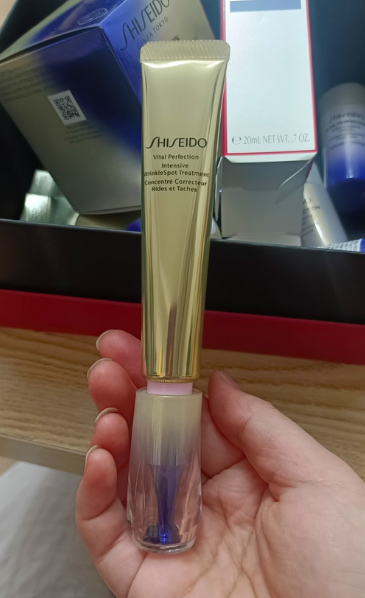 SHISEIDO
SHISEIDO
Vital Perfection
Intensive
WrinkleSpot Treatment
Concentré Correcteur
Rides et Taches
℮ 20mL NET WT. .7 OZ.